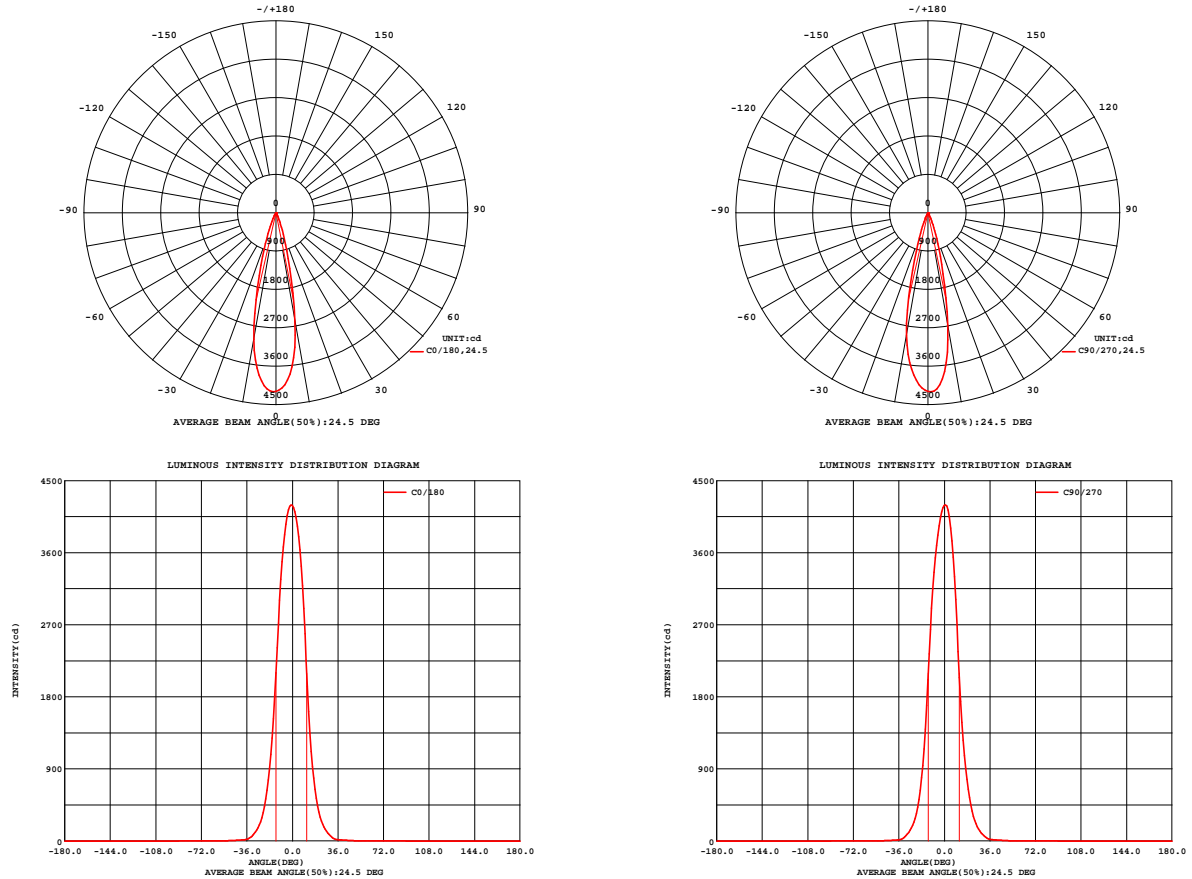 -/+180
-150
150
-120
120
-90
90
0
900
1800
-60
60
2700
UNIT:cd
C0/180,24.5
3600
-30
30
4500
0
AVERAGE BEAM ANGLE(50%):24.5 DEG
-/+180
-150
150
-120
120
-90
90
0
900
1800
-60
60
2700
UNIT:cd
C90/270,24.5
3600
-30
30
4500
0
AVERAGE BEAM ANGLE(50%):24.5 DEG
LUMINOUS INTENSITY DISTRIBUTION DIAGRAM
4500
C0/180
3600
2700
INTENSITY(cd)
1800
900
0
-180.0 -144.0 -108.0 -72.0 -36.0 0.0 36.0 72.0 108.0 144.0 180.0
ANGLE(DEG)
AVERAGE BEAM ANGLE(50%):24.5 DEG
LUMINOUS INTENSITY DISTRIBUTION DIAGRAM
4500
C90/270
3600
2700
INTENSITY(cd)
1800
900
0
-180.0 -144.0 -108.0 -72.0 -36.0 0.0 36.0 72.0 108.0 144.0 180.0
ANGLE(DEG)
AVERAGE BEAM ANGLE(50%):24.5 DEG